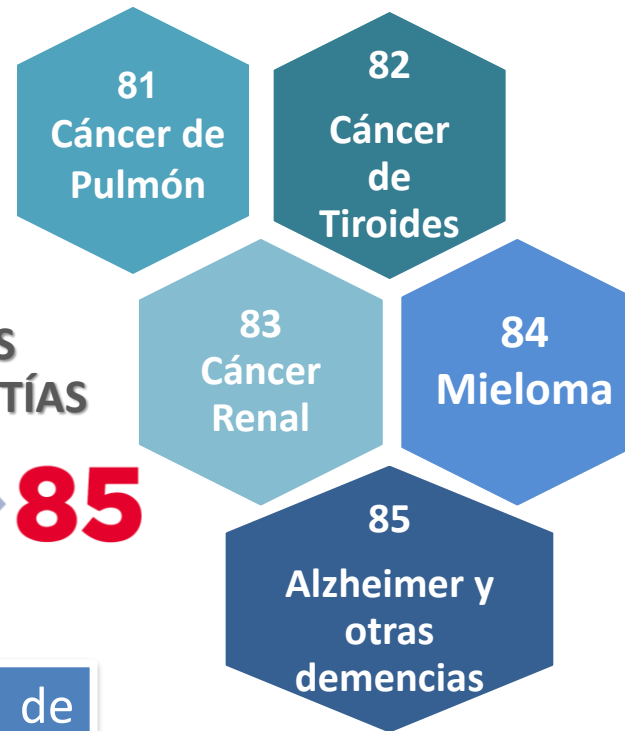 81
Cáncer de
Pulmón
82
Cáncer
de
Tiroides
83
Cáncer
Renal
84
Mieloma
S
TÍAS
85
85
Alzheimer y
otras
demencias
de